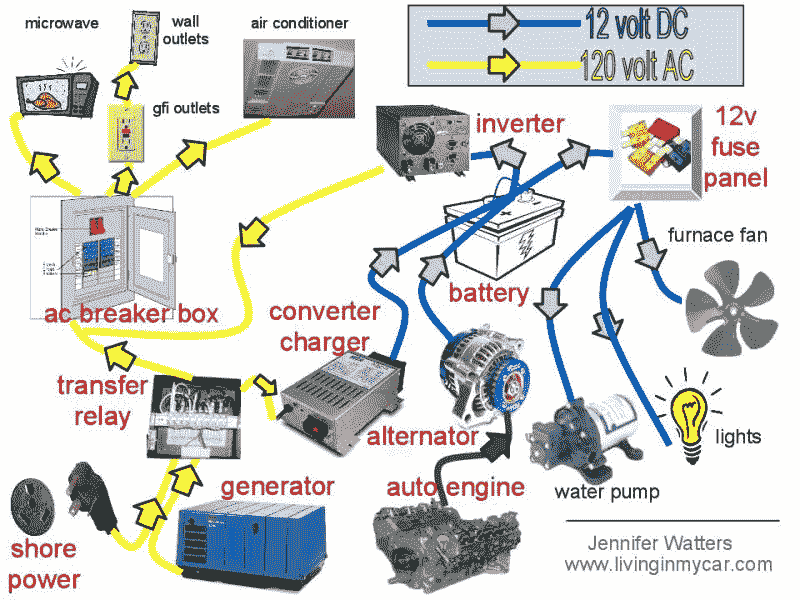 microwave
wall
outlets
air conditioner
12 volt DC
120 volt AC
gfi outlets
inverter
12v
fuse
panel
furnace fan
battery
ac breaker box
converter
charger
transfer
relay
alternator
lights
generator
auto engine
water pump
shore
power
Jennifer Watters
www.livinginmycar.com